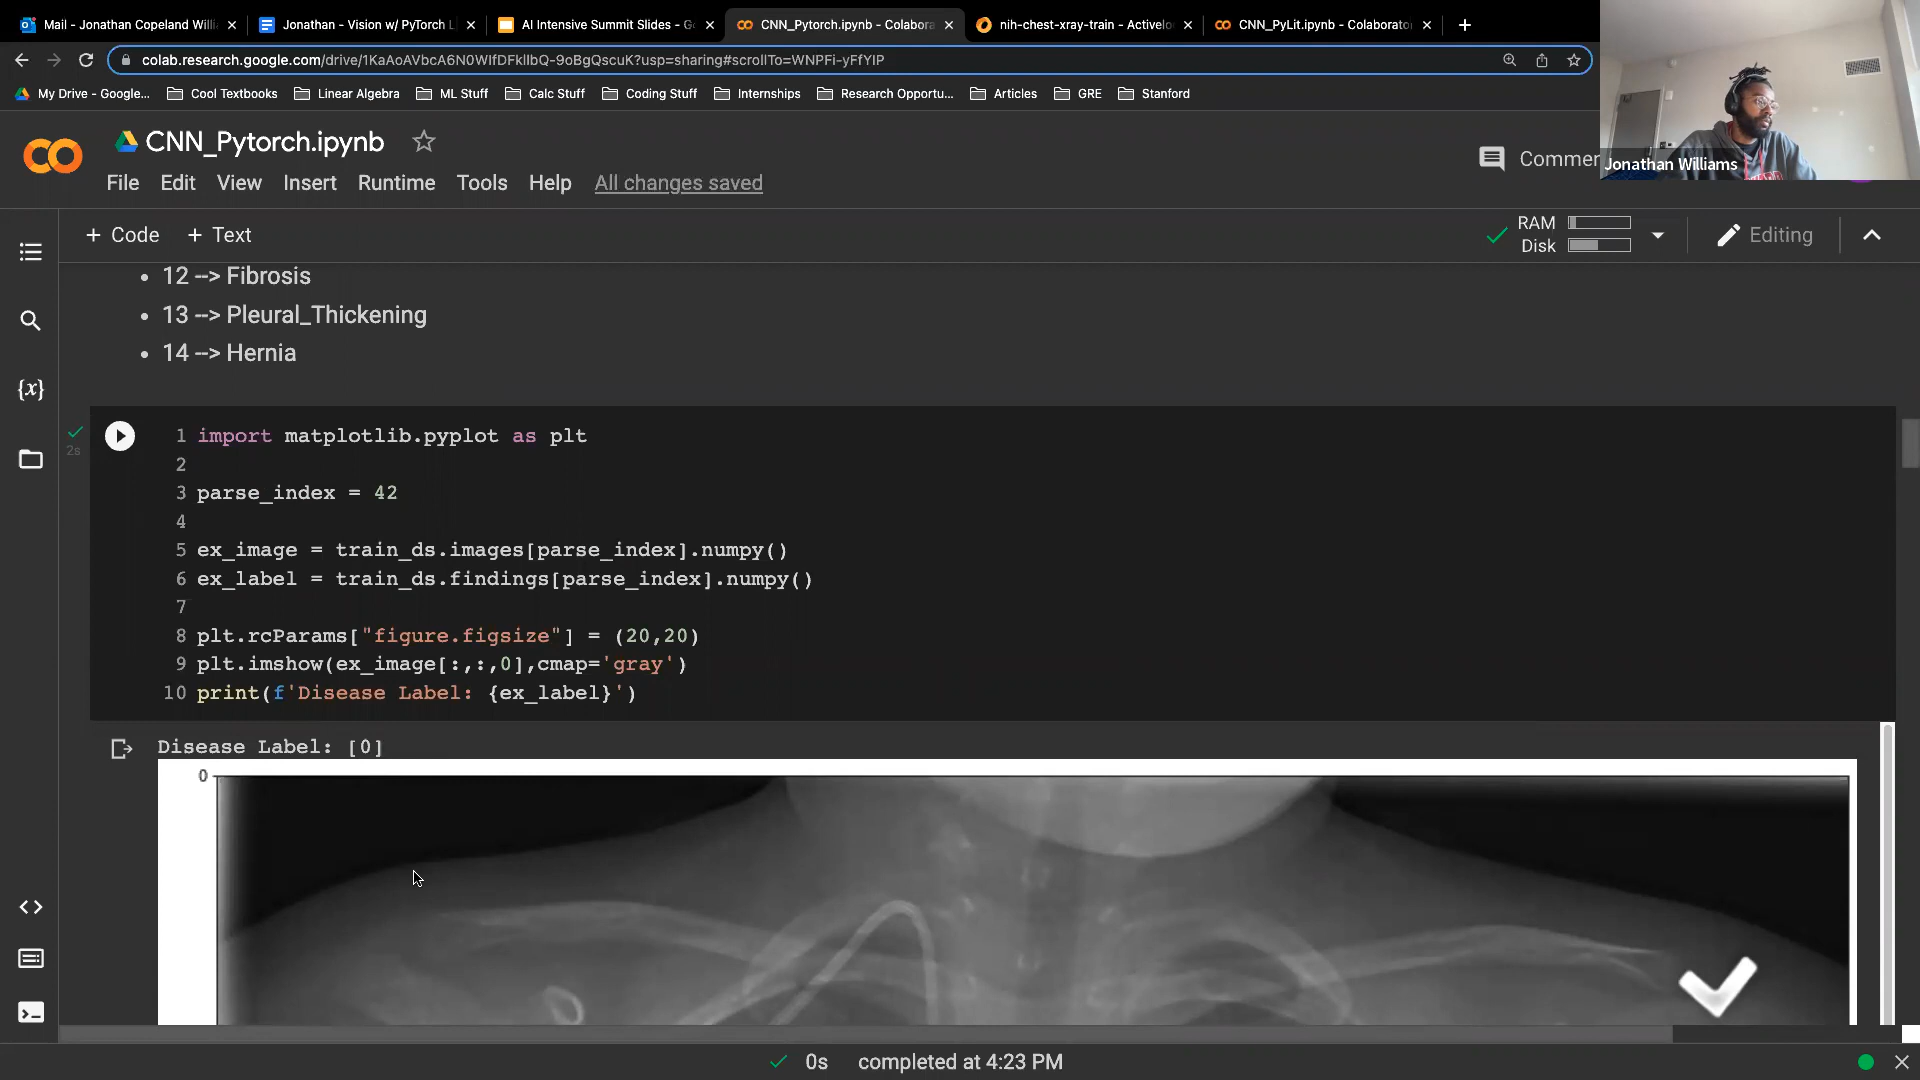 Mail - Jonathan Copeland Willi
Jonathan - Vision w/ PyTorch L
AI Intensive Summit Slides - Go
CNN_Pytorch.ipynb - Colabora
nih-chest-xray-train - Activelo
CNN_PyLit.ipynb - Colaborato
colab.research.google.com/drive/1KaAoAVbcA6N0WIfDFklIbQ-9oBgQscuK?usp=sharing#scrollTo=WNPFi-yFfYIP
My Drive - Google...
Cool Textbooks
Linear Algebra
ML Stuff
Calc Stuff
Coding Stuff
Internships
Research Opportu...
Articles
GRE
Stanford
CO
CNN_Pytorch.ipynb
Commen
Jonathan Williams
File Edit View Insert Runtime Tools Help All changes saved
+ Code + Text
RAM
Disk
Editing
12 --> Fibrosis
13 --> Pleural_Thickening
14 --> Hernia
{x}
2s
1 import matplotlib.pyplot as plt
2
3 parse_index = 42
4
5 ex_image = train_ds.images[parse_index].numpy()
6 ex_label = train_ds.findings[parse_index].numpy()
7
8 plt.rcParams["figure.figsize"] = (20,20)
9 plt.imshow(ex_image[:,:,0],cmap='gray')
10 print(f'Disease Label: {ex_label}')
Disease Label: [0]
0
0s completed at 4:23 PM